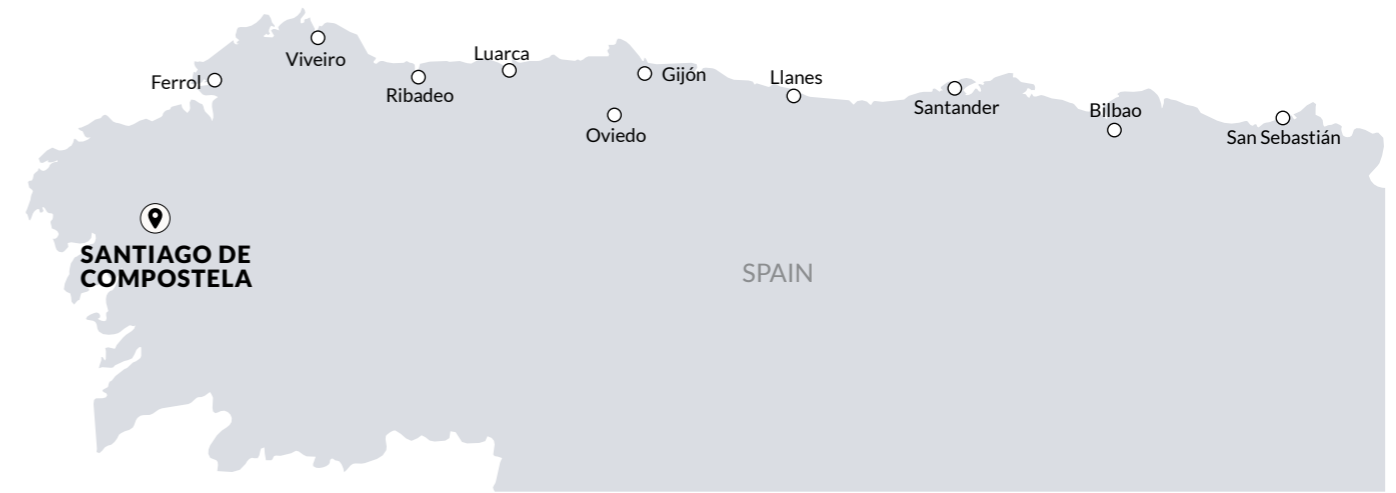 Viveiro
Luarca
Ferrol
Ribadeo
Gijón
Llanes
Oviedo
Santander
Bilbao
San Sebastián
SANTIAGO DE
COMPOSTELA
SPAIN